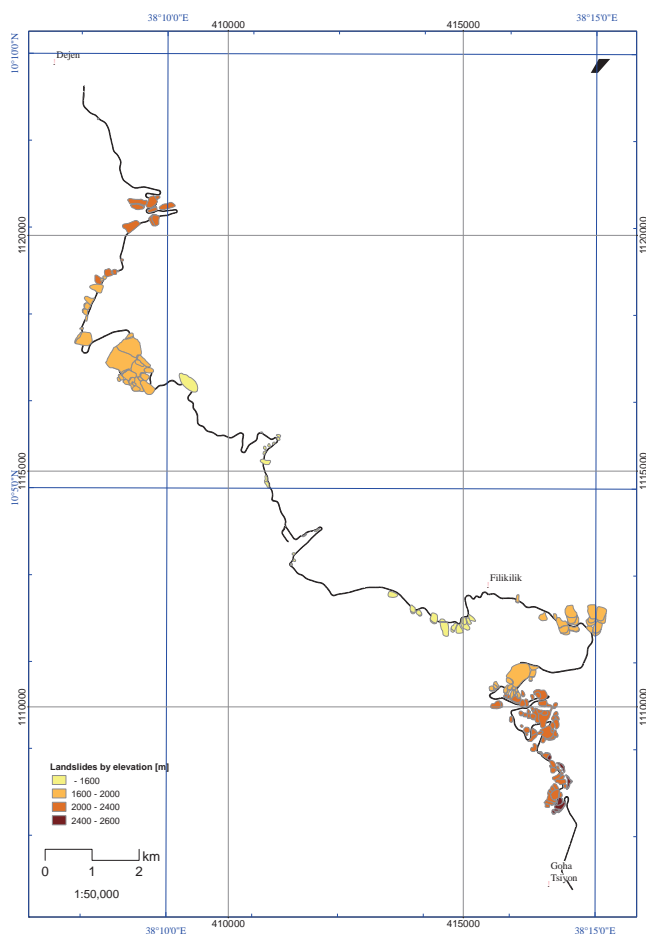 38°10'0"E
410000
415000
38°15'0"E
10°10'0"N
Dejen
1120000
1120000
1115000
1115000
10°5'0"N
Filikilik
1110000
1110000
Landslides by elevation [m]
- 1600
1600 - 2000
2000 - 2400
2400 - 2600
km
0 1 2
1:50,000
Goha
Tsiyon
38°10'0"E
410000
415000
38°15'0"E